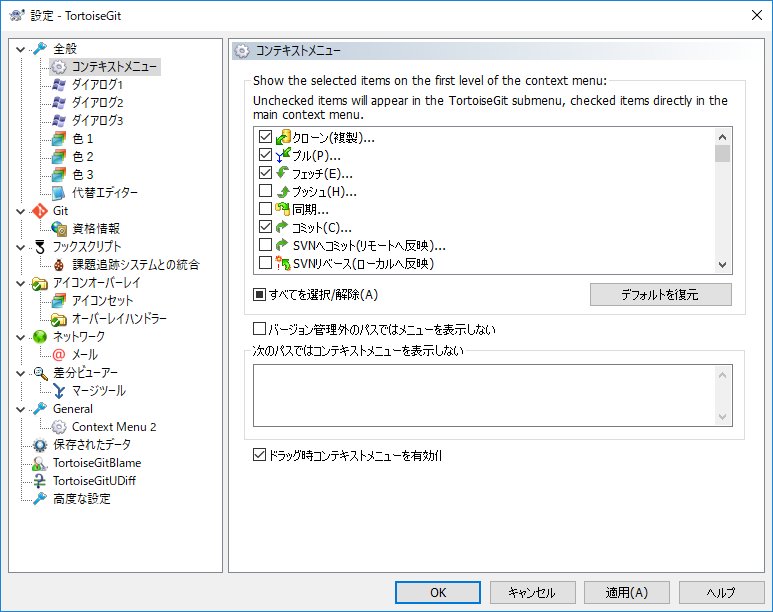 設定 - TortoiseGit
全般
コンテキストメニュー
ダイアログ1
ダイアログ2
ダイアログ3
色 1
色 2
色 3
代替エディター
Git
資格情報
フックスクリプト
課題追跡システムとの統合
アイコンオーバーレイ
アイコンセット
オーバーレイハンドラー
ネットワーク
メール
差分ビューアー
マージツール
General
Context Menu 2
保存されたデータ
TortoiseGitBlame
TortoiseGitUDiff
高度な設定
コンテキストメニュー
Show the selected items on the first level of the context menu:
Unchecked items will appear in the TortoiseGit submenu, checked items directly in the
main context menu.
クローン(複製)...
プル(P)...
フェッチ(E)...
プッシュ(H)...
同期...
コミット(C)...
SVNへコミット(リモートへ反映)...
SVNリベース(ローカルへ反映)
すべてを選択/解除(A)
デフォルトを復元
バージョン管理外のパスではメニューを表示しない
次のパスではコンテキストメニューを表示しない
ドラッグ時コンテキストメニューを有効
OK
キャンセル
適用(A)
ヘルプ